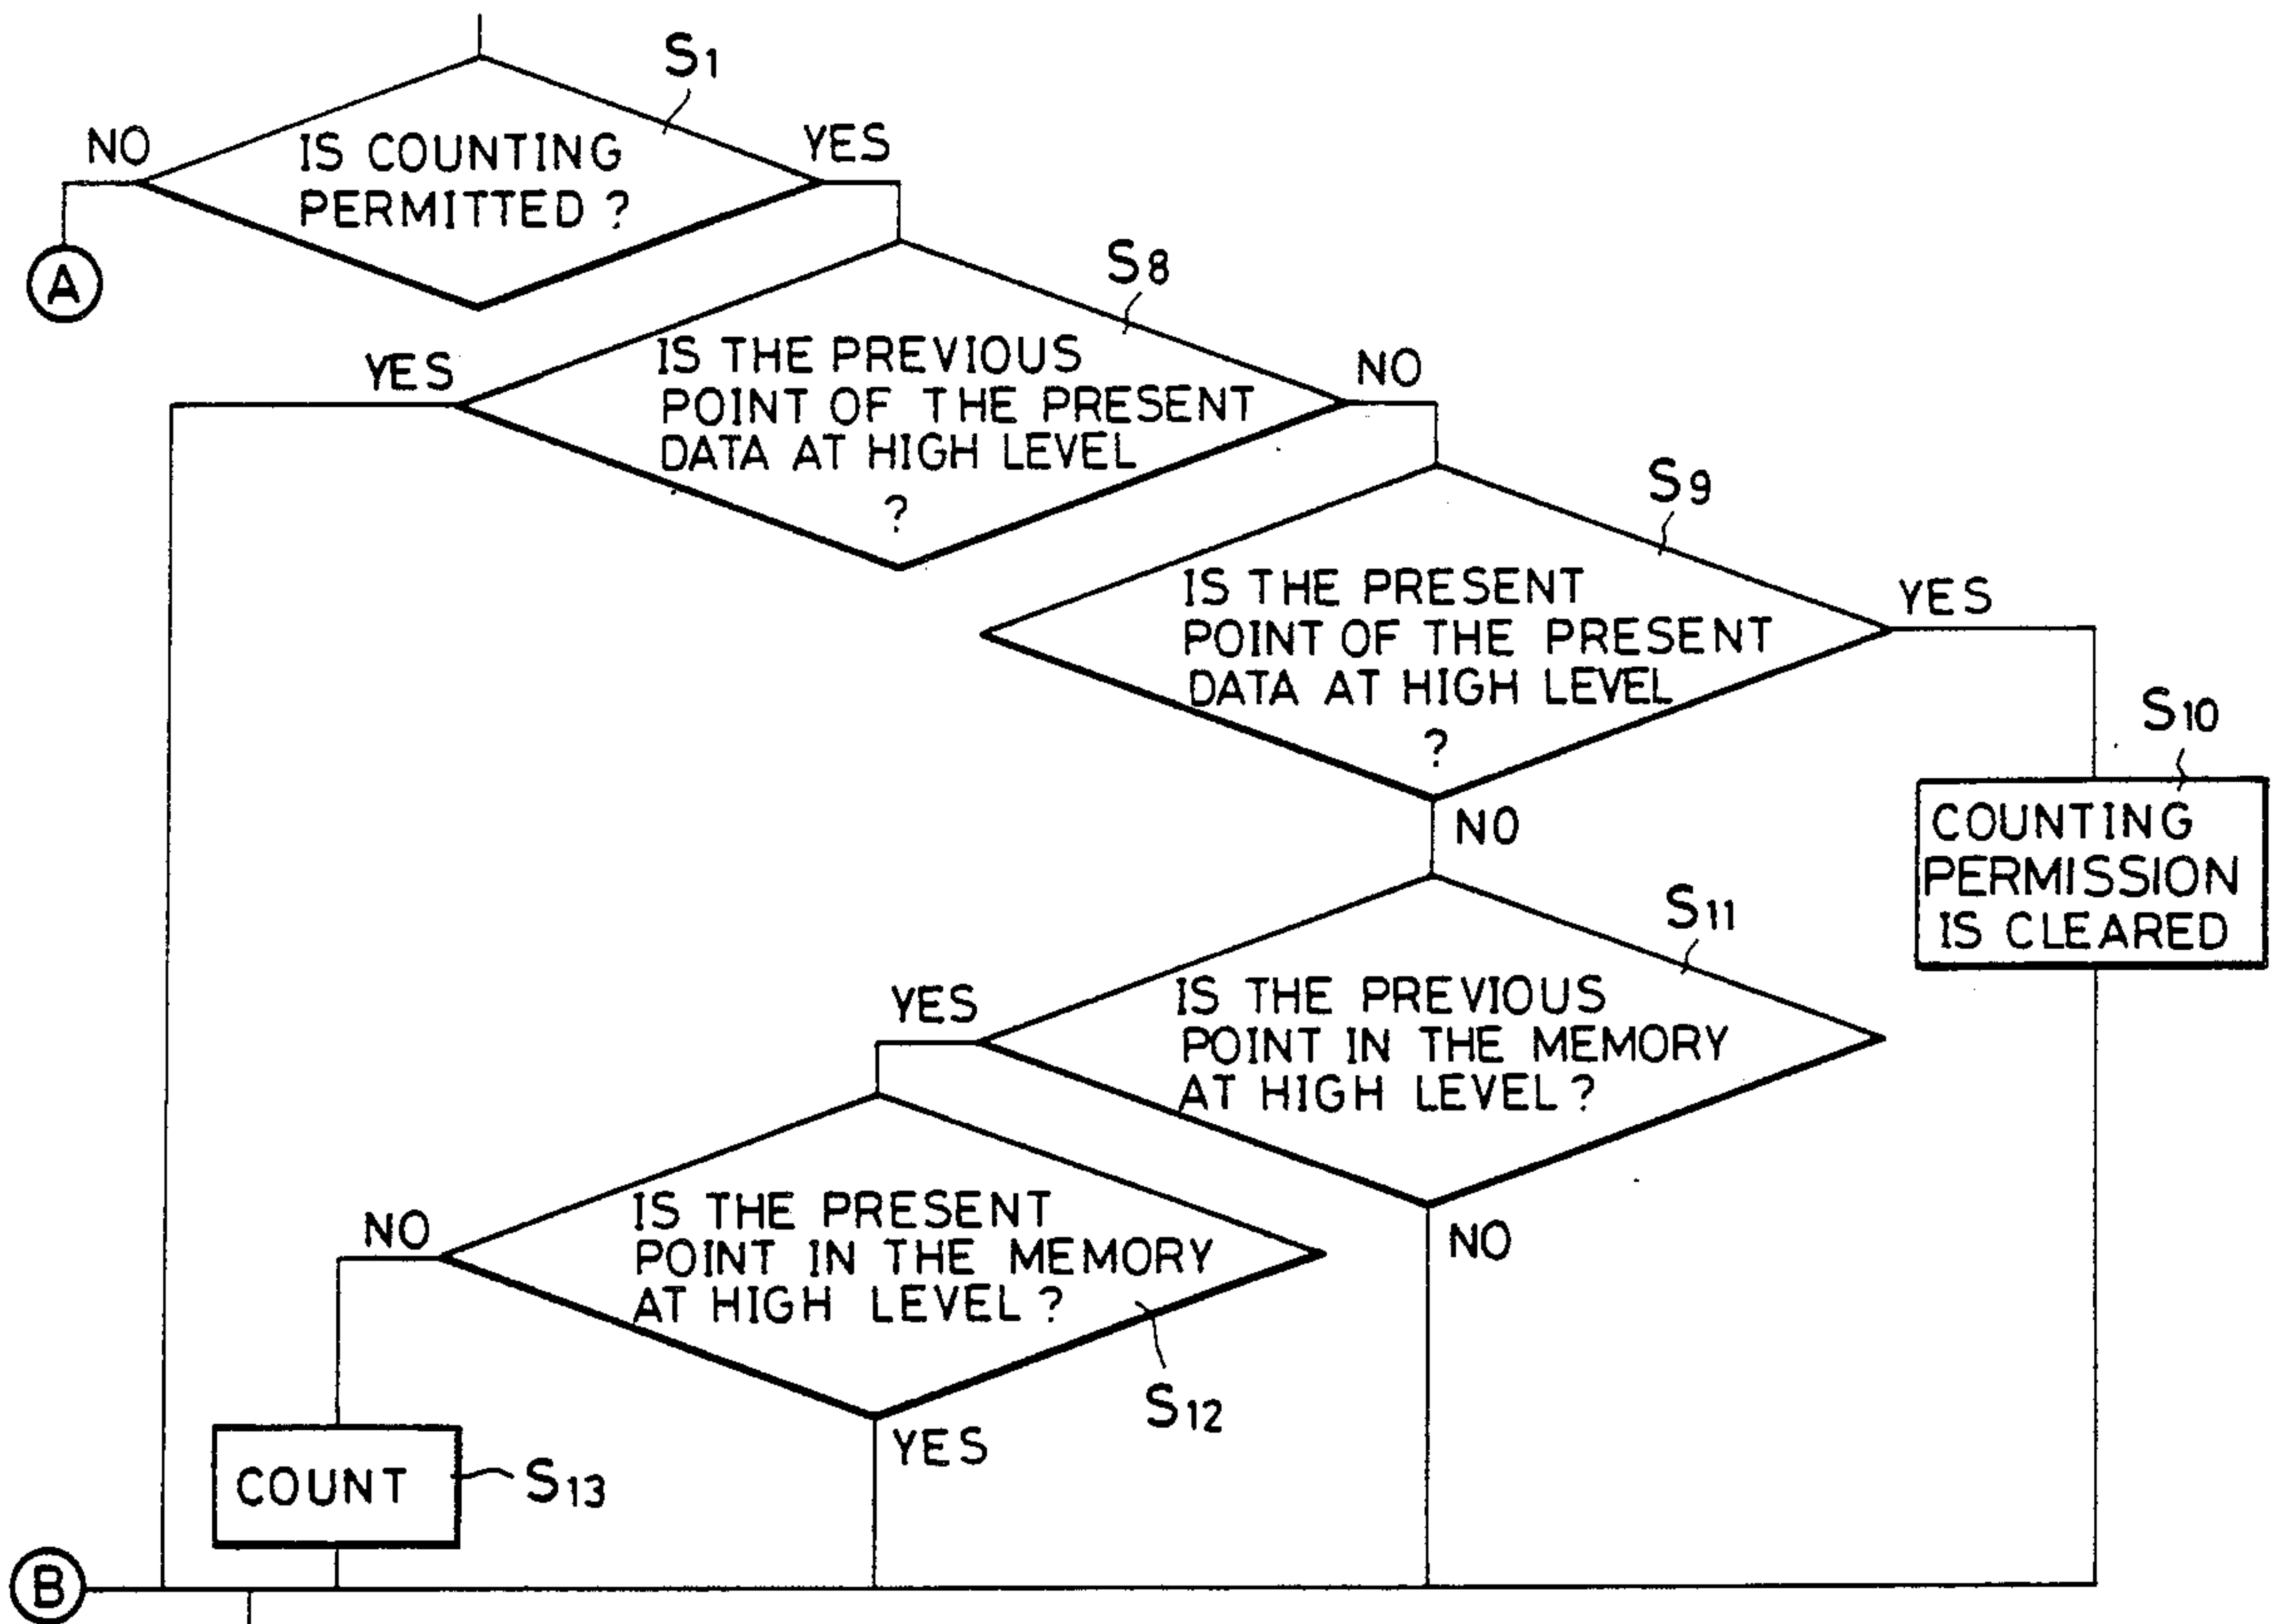 S1
NO
IS COUNTING
PERMITTED ?
YES
A
S8
YES
IS THE PREVIOUS
POINT OF THE PRESENT
DATA AT HIGH LEVEL
?
NO
S9
IS THE PRESENT
POINT OF THE PRESENT
DATA AT HIGH LEVEL
?
YES
S10
COUNTING
PERMISSION
IS CLEARED
NO
S11
YES
IS THE PREVIOUS
POINT IN THE MEMORY
AT HIGH LEVEL ?
NO
NO
IS THE PRESENT
POINT IN THE MEMORY
AT HIGH LEVEL ?
S12
YES
COUNT
S13
B